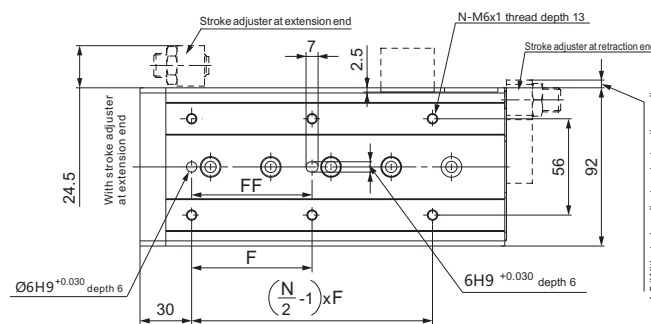 Stroke adjuster at extension end
N-M6x1 thread depth 13
Stroke adjuster at retraction end
7
2.5
24.5
With stroke adjuster
at extension end
FF
56
92
F
Ø6H9 +0.030 depth 6
6H9 +0.030 depth 6
30
(N/2 -1)xF